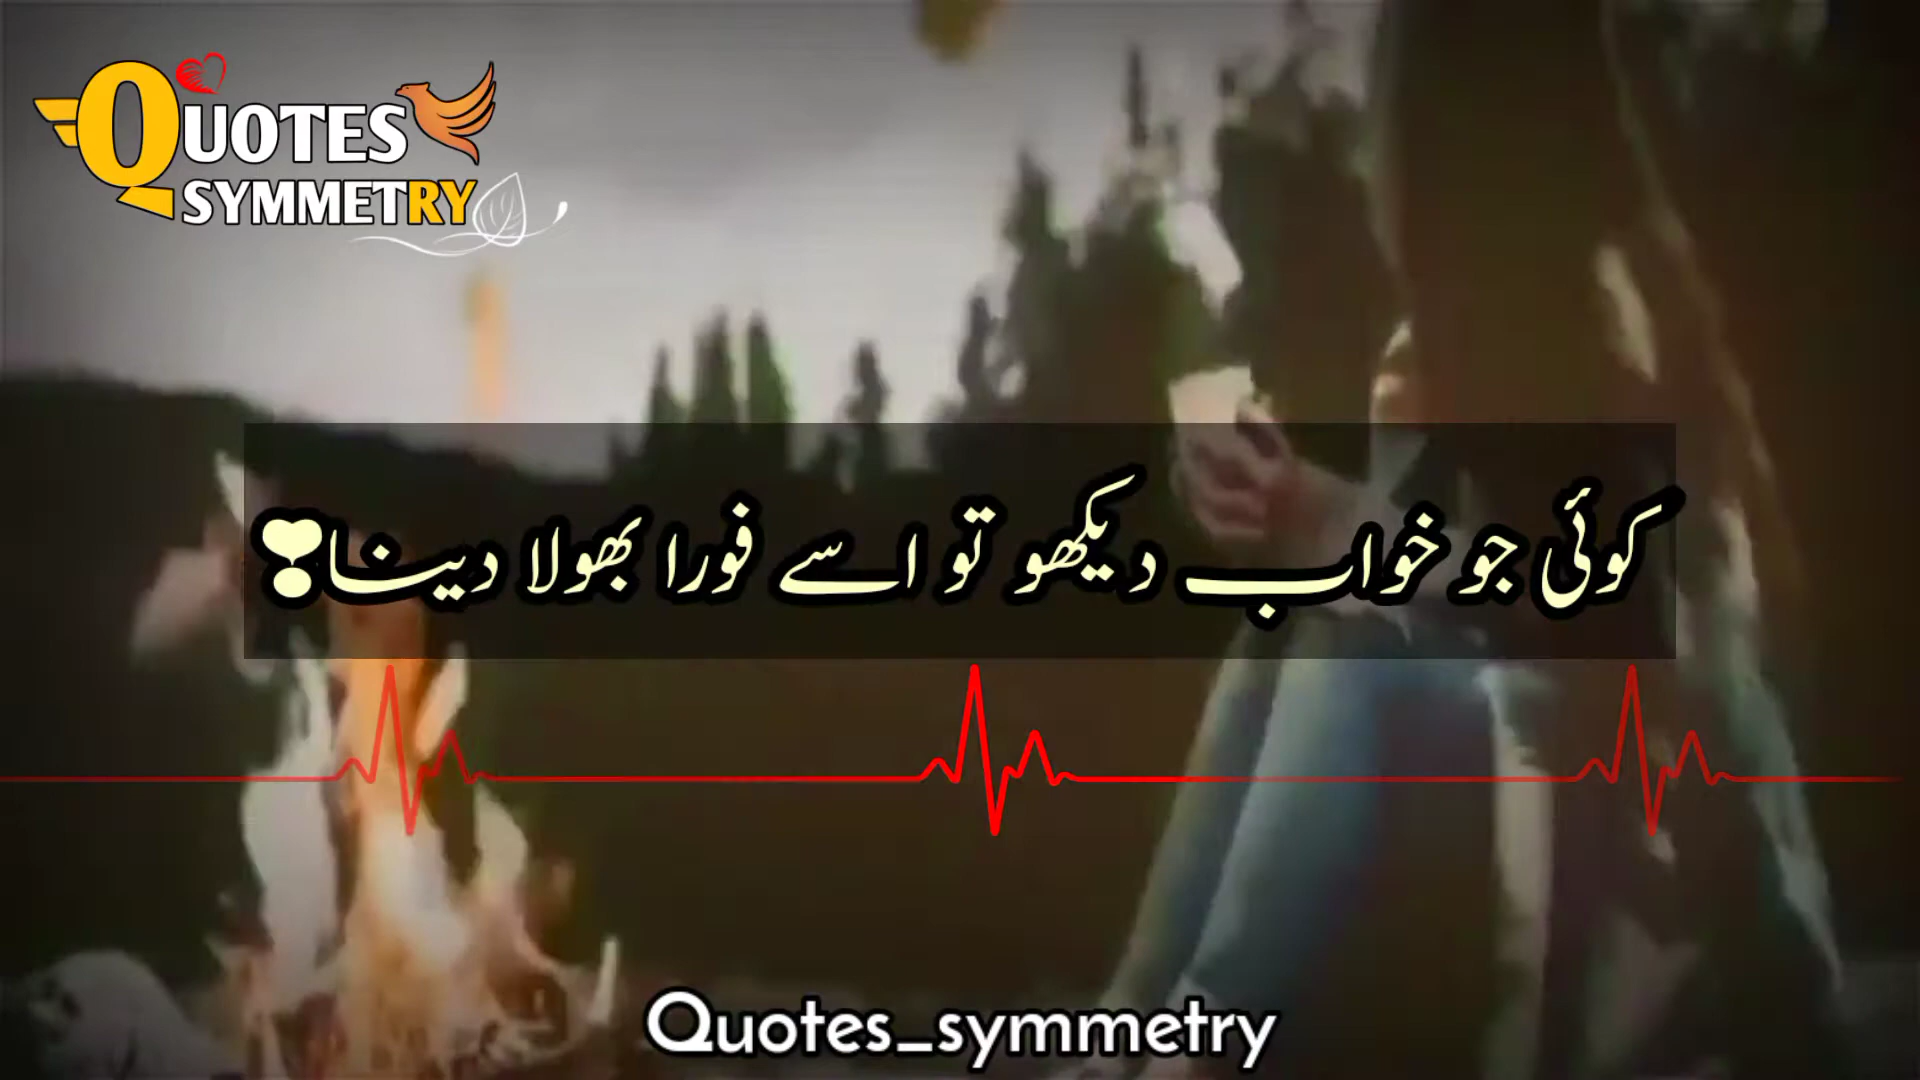 QUOTES
SYMMETRY
کوئی جو خواب دیکھو تو اسے فورا بھولا دینا❣
Quotes_symmetry